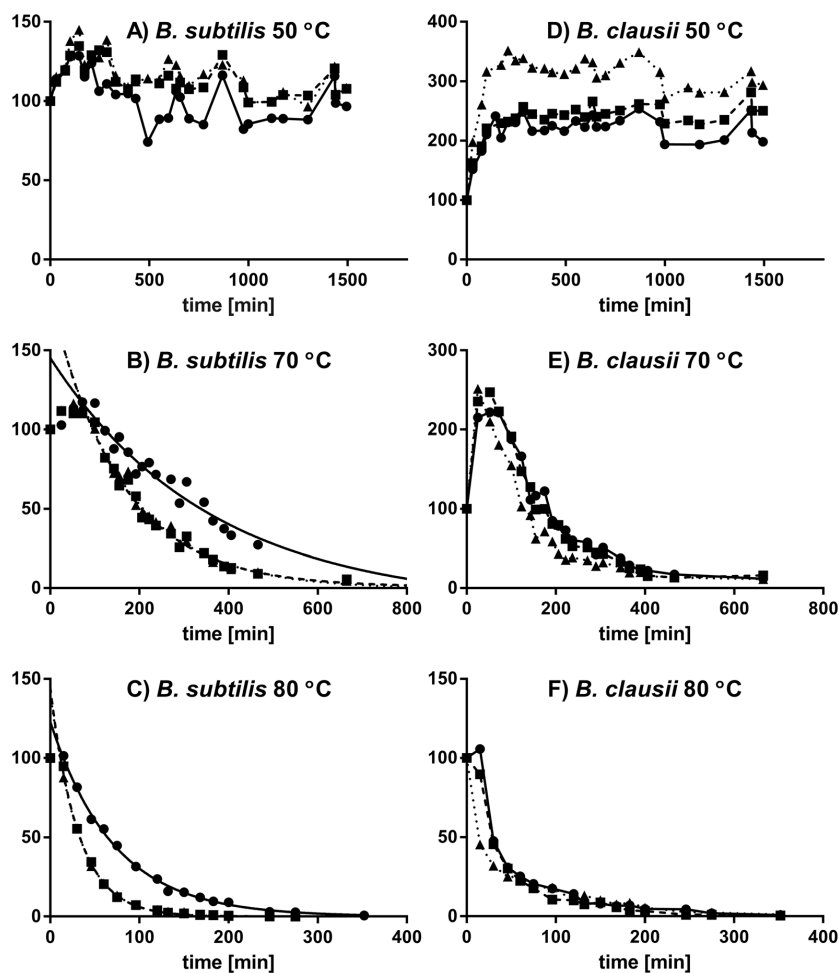 A) B. subtilis 50 °C
150
100
50
0
0 500 1000 1500
time [min]
D) B. clausii 50 °C
400
300
200
100
0
0 500 1000 1500
time [min]
B) B. subtilis 70 °C
150
100
50
0
0 200 400 600 800
time [min]
E) B. clausii 70 °C
300
200
100
0
0 200 400 600 800
time [min]
C) B. subtilis 80 °C
150
100
50
0
0 100 200 300 400
time [min]
F) B. clausii 80 °C
150
100
50
0
0 100 200 300 400
time [min]